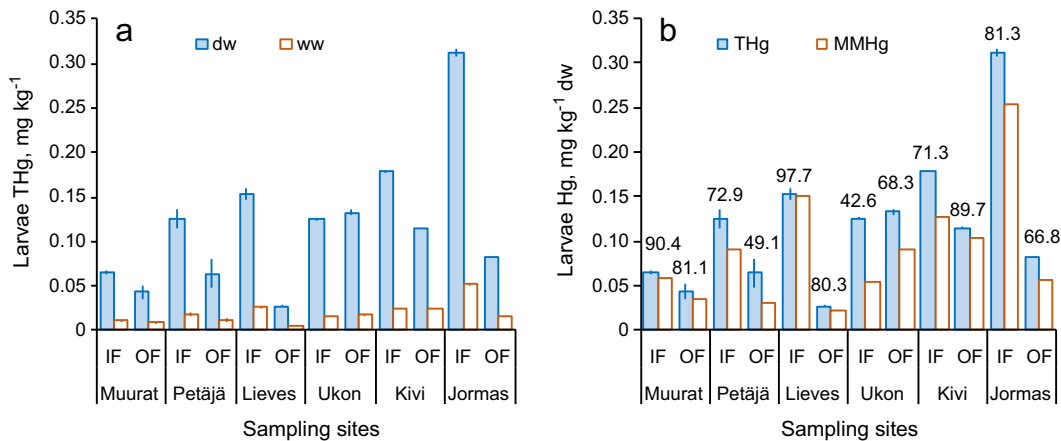 a
dw ww
Larvae THg, mg kg⁻¹
0.35
0.30
0.25
0.20
0.15
0.10
0.05
0
IF OF IF OF IF OF IF OF IF OF IF OF
Muurat Petäjä Lieves Ukon Kivi Jormas
Sampling sites
b
THg MMHg
Larvae Hg, mg kg⁻¹ dw
0.35
0.30
0.25
0.20
0.15
0.10
0.05
0
90.4 81.1 72.9 49.1 97.7 80.3 42.6 68.3 71.3 89.7 81.3 66.8
IF OF IF OF IF OF IF OF IF OF IF OF
Muurat Petäjä Lieves Ukon Kivi Jormas
Sampling sites